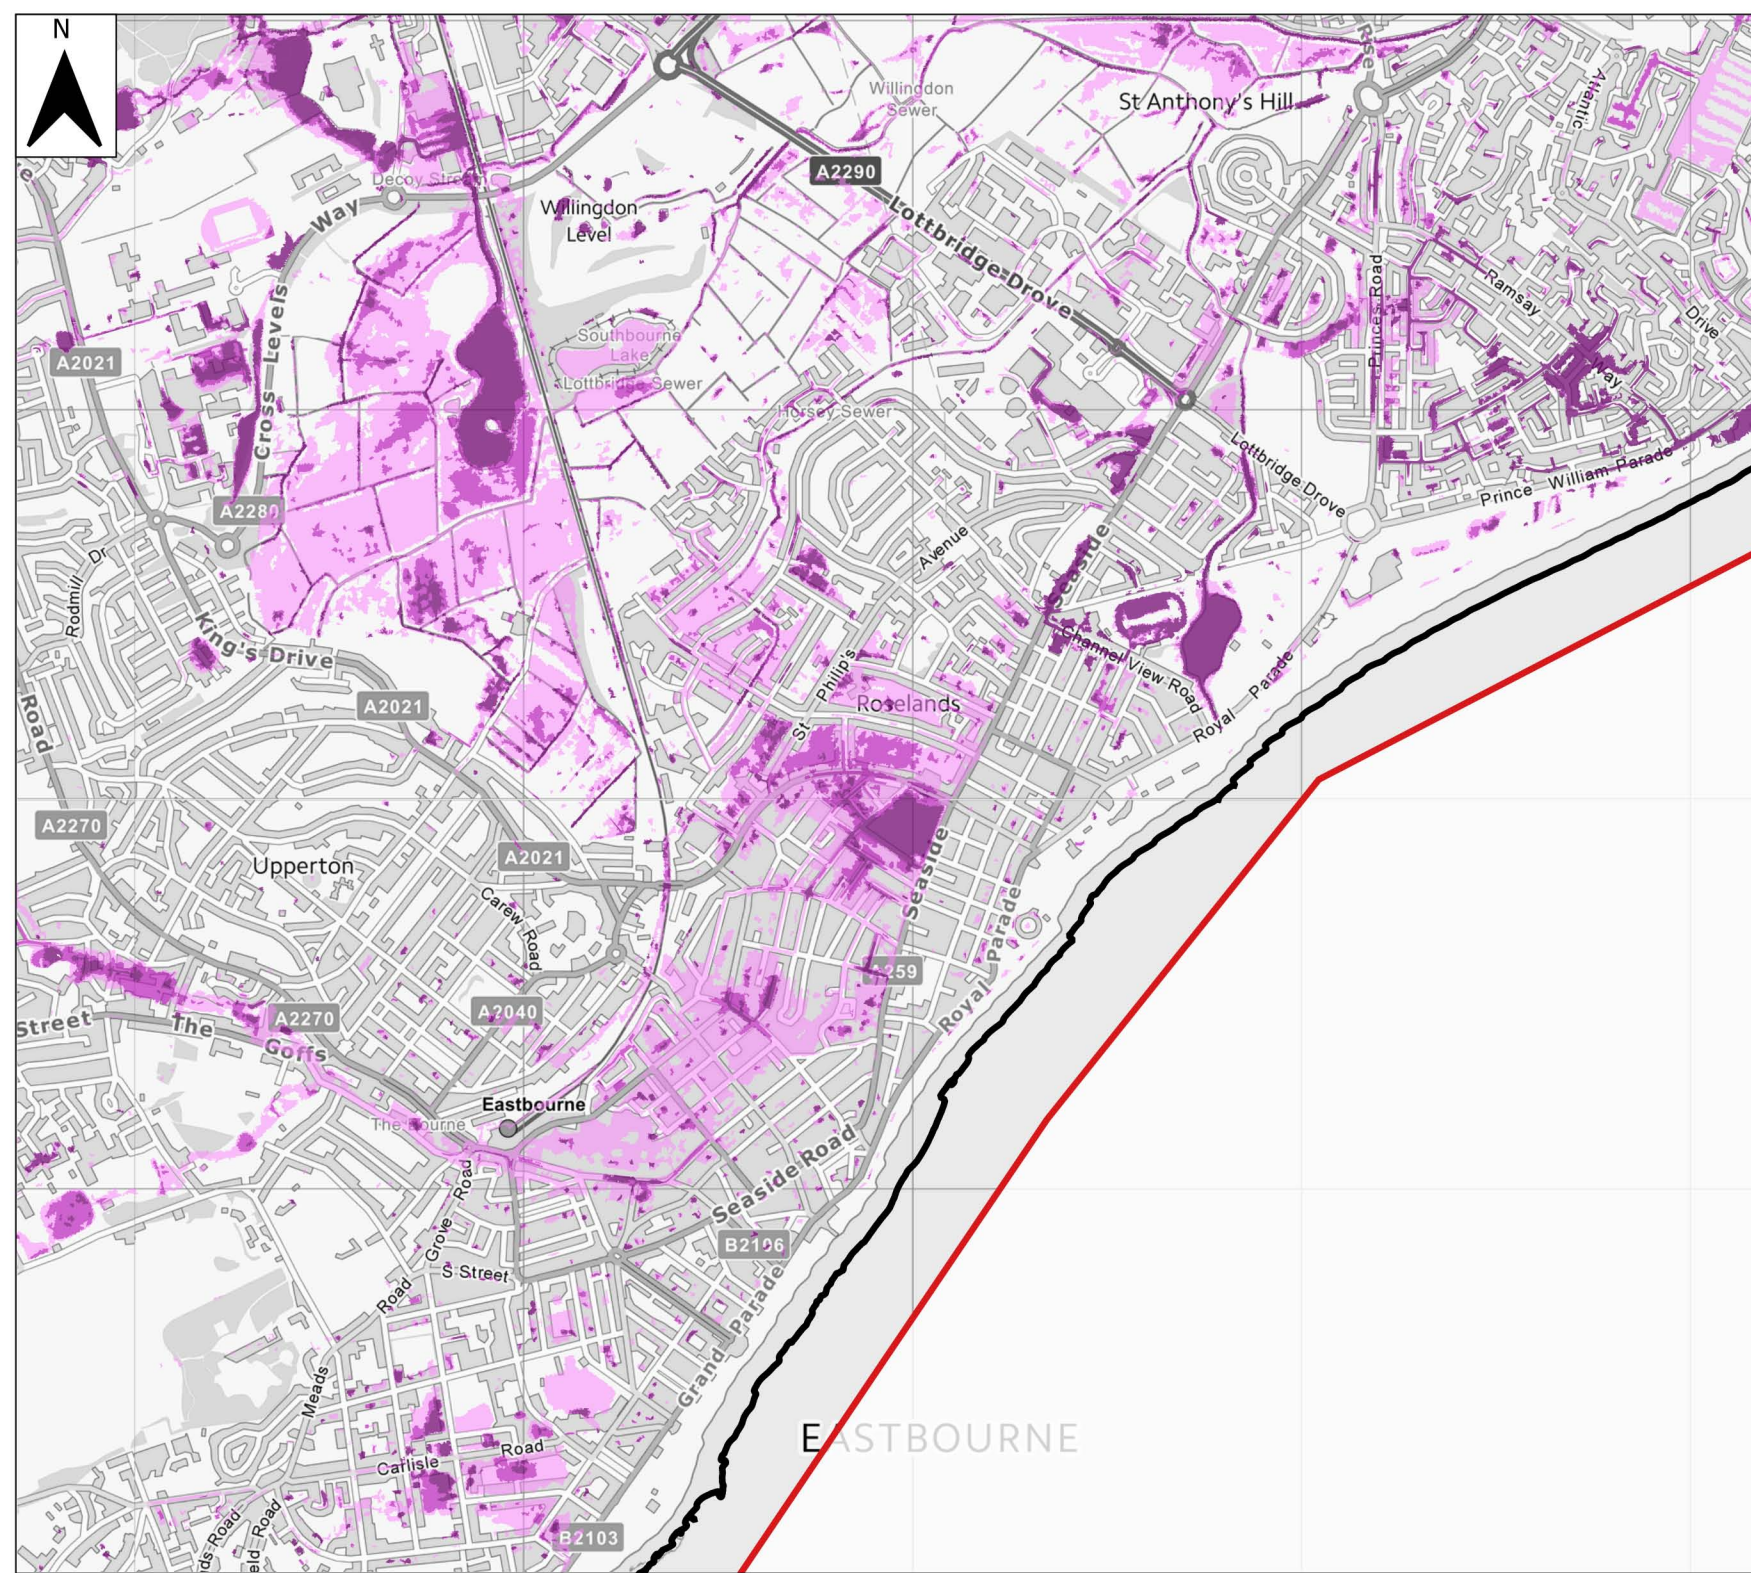 N
Rise
Atlantic
Willingdon
Sewer
St Anthony's Hill
A2290
Decoy Stream
Way
Willingdon
Level
Lottbridge Drove
Ramsay
Drive
Princes Road
Cross Levels
Southbourne
Lake
A2021
Lottbridge Sewer
Way
Horsey Sewer
Lottbridge Drove
Prince William Parade
A2280
Avenue
Seaside
Rodmill Dr
King's Drive
Channel View Road
St Philip's
Royal Parade
Road
A2021
Roselands
A2270
Upperton
A2021
Seaside
Carew Road
Royal Parade
A259
Street
The Goffs
A2270
A2040
Eastbourne
The Bourne
Seaside Road
Grove Road
B2106
S Street
Road
Grand Parade
Meads
EASTBOURNE
Carlisle Road
B2103